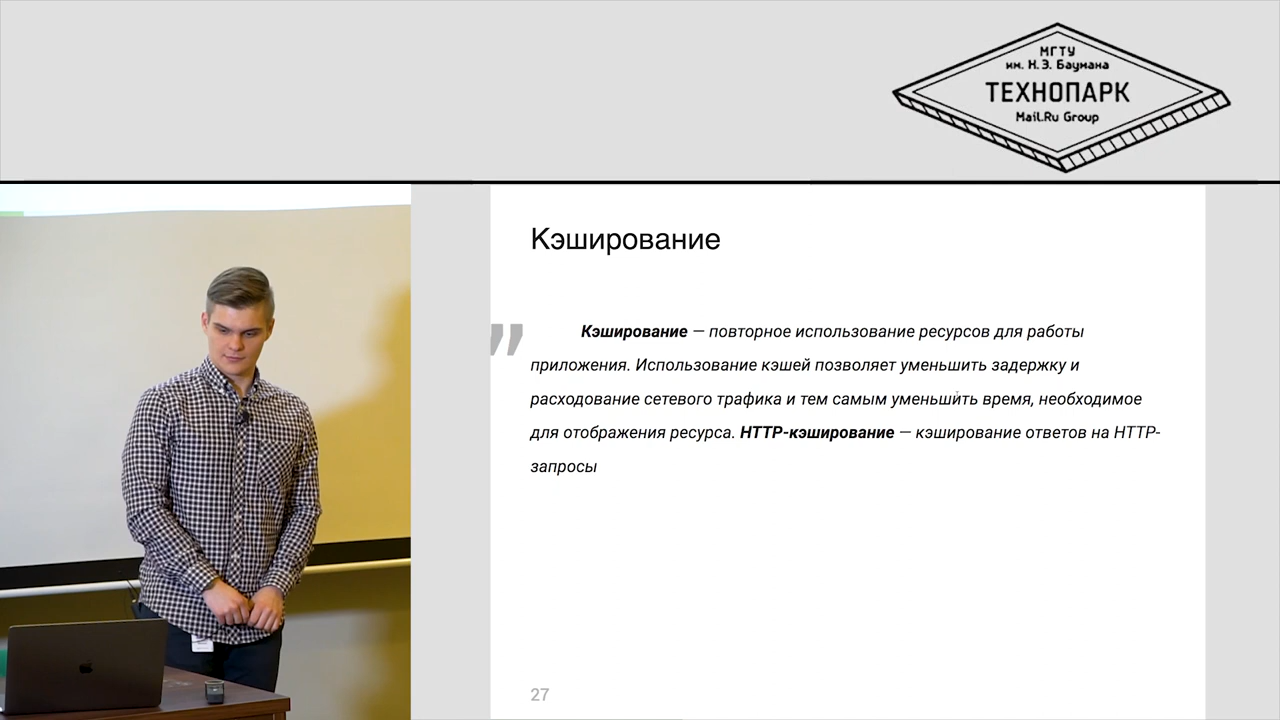 МГТУ
им. Н.Э. Баумана
ТЕХНОПАРК
Mail.Ru Group
Кэширование
” Кэширование — повторное использование ресурсов для работы
приложения. Использование кэшей позволяет уменьшить задержку и
расходование сетевого трафика и тем самым уменьшить время, необходимое
для отображения ресурса. HTTP-кэширование — кэширование ответов на HTTP-
запросы
27